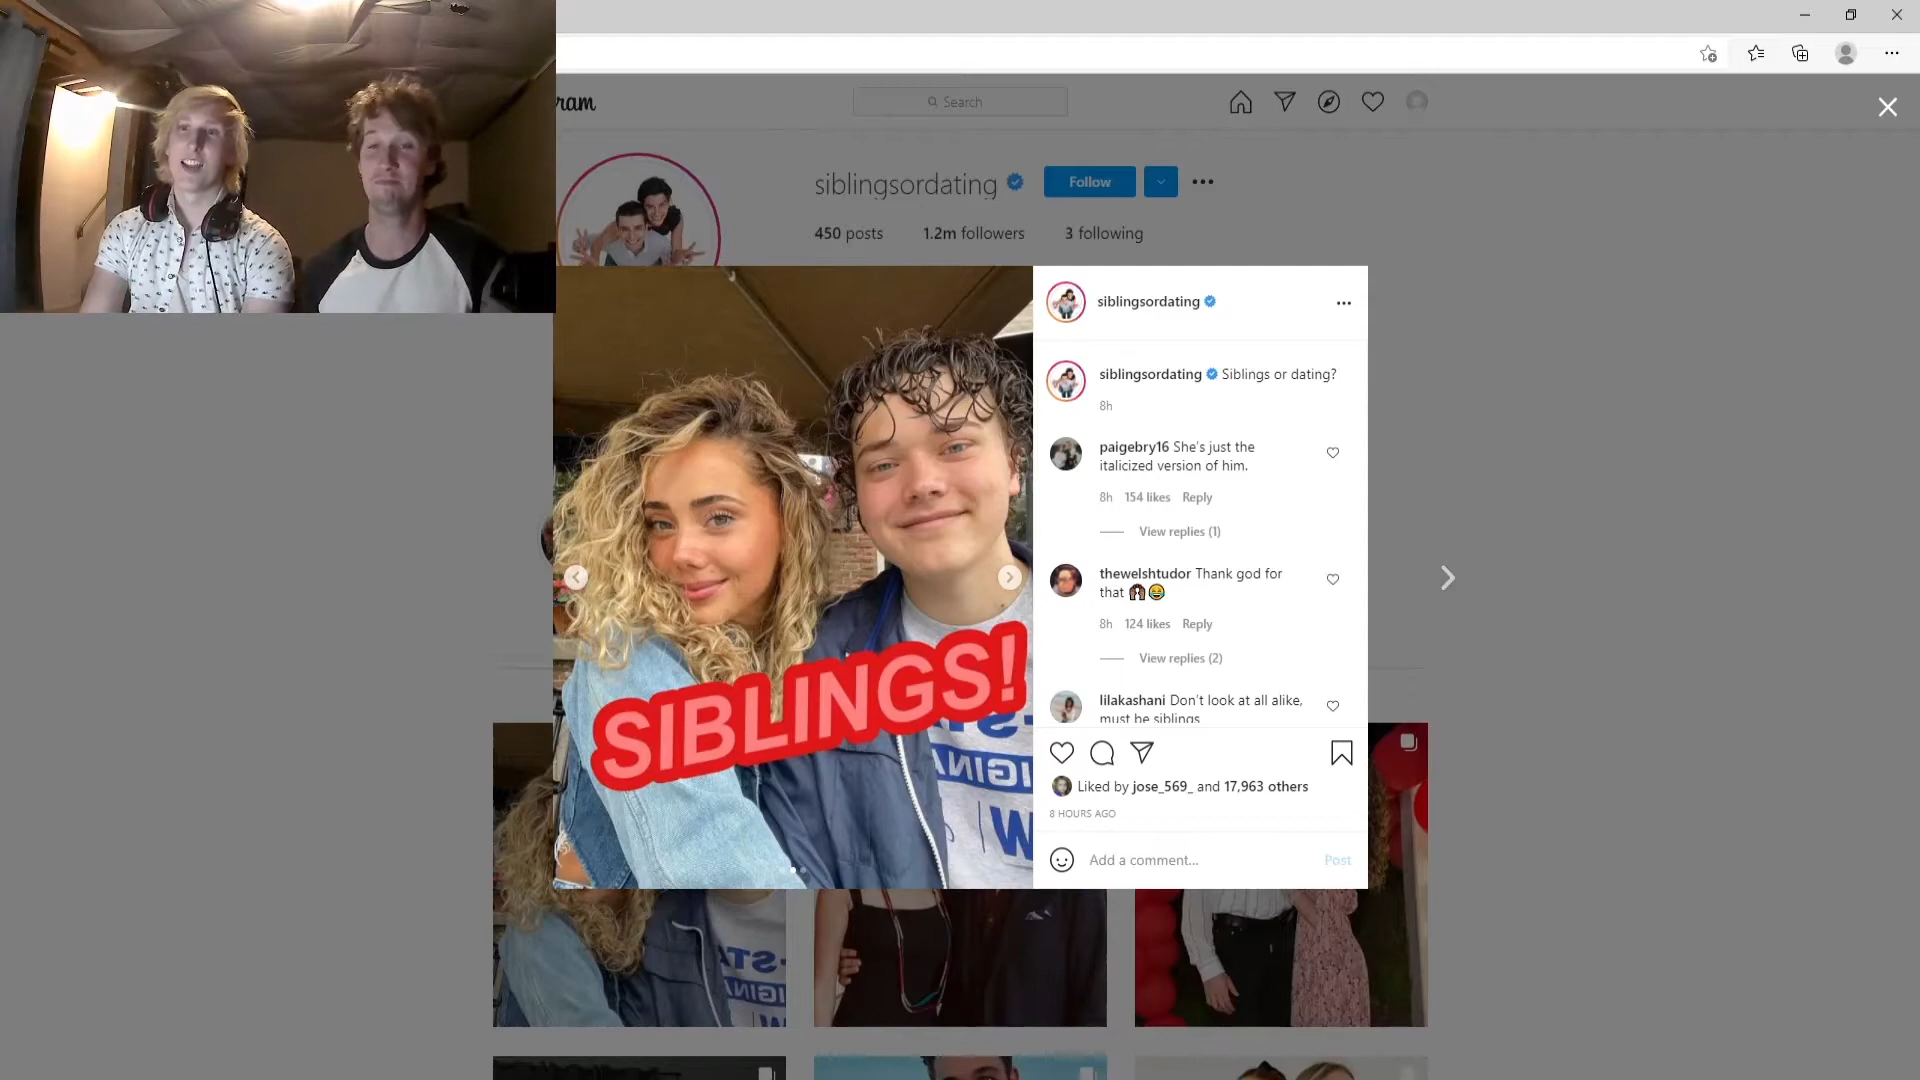 ram
Search
siblingsordating
Follow
450 posts 1.2m followers 3 following
siblingsordating
siblingsordating Siblings or dating?
8h
paigebry16 She's just the
italicized version of him.
8h 154 likes Reply
View replies (1)
thewelshtudor Thank god for
that 🙌🏾😂
8h 124 likes Reply
View replies (2)
lilakashani Don't look at all alike,
must be siblings
SIBLINGS!
Liked by jose_569_ and 17,963 others
8 HOURS AGO
Add a comment... Post